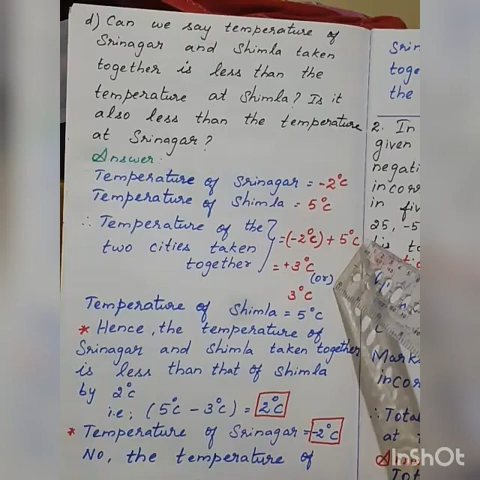 d) Can we say temperature of
Srinagar and Shimla taken
together is less than the
temperature at Shimla? Is it
also less than the temperature
at Srinagar?
Answer:
Temperature of Srinagar = -2°C
Temperature of Shimla = 5°C
∴ Temperature of the
two cities taken
together } = (-2°C) + 5°C
= +3°C
(or)
3°C
Temperature of Shimla = 5°C
* Hence, the temperature of
Srinagar and Shimla taken together
is less than that of Shimla
by 2°C
i.e; (5°C - 3°C) = 2°C
* Temperature of Srinagar = -2°C
No, the temperature of
Srin
toge
the
2. In
given
negati
incorr
in fiv
25, -5
Mark
Incor
∴ Total
at
Tot
InShOt